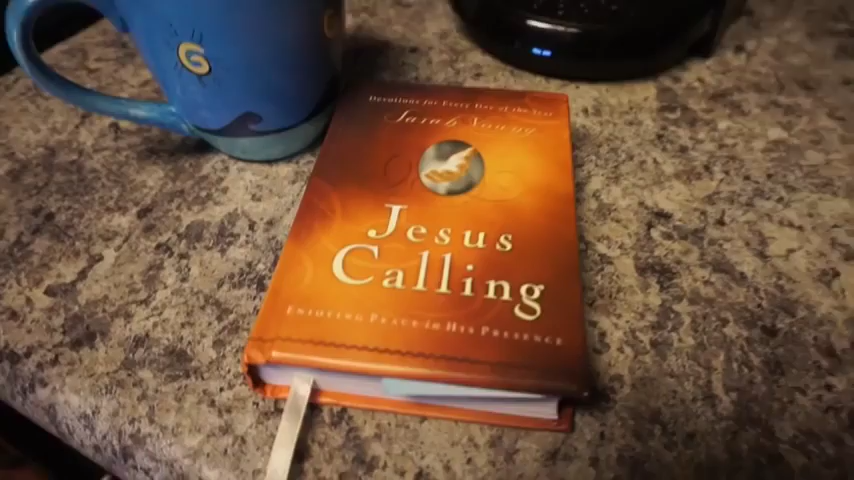 Devotions for Every Day of the Year
Sarah Young
Jesus
Calling
Enjoying Peace in His Presence